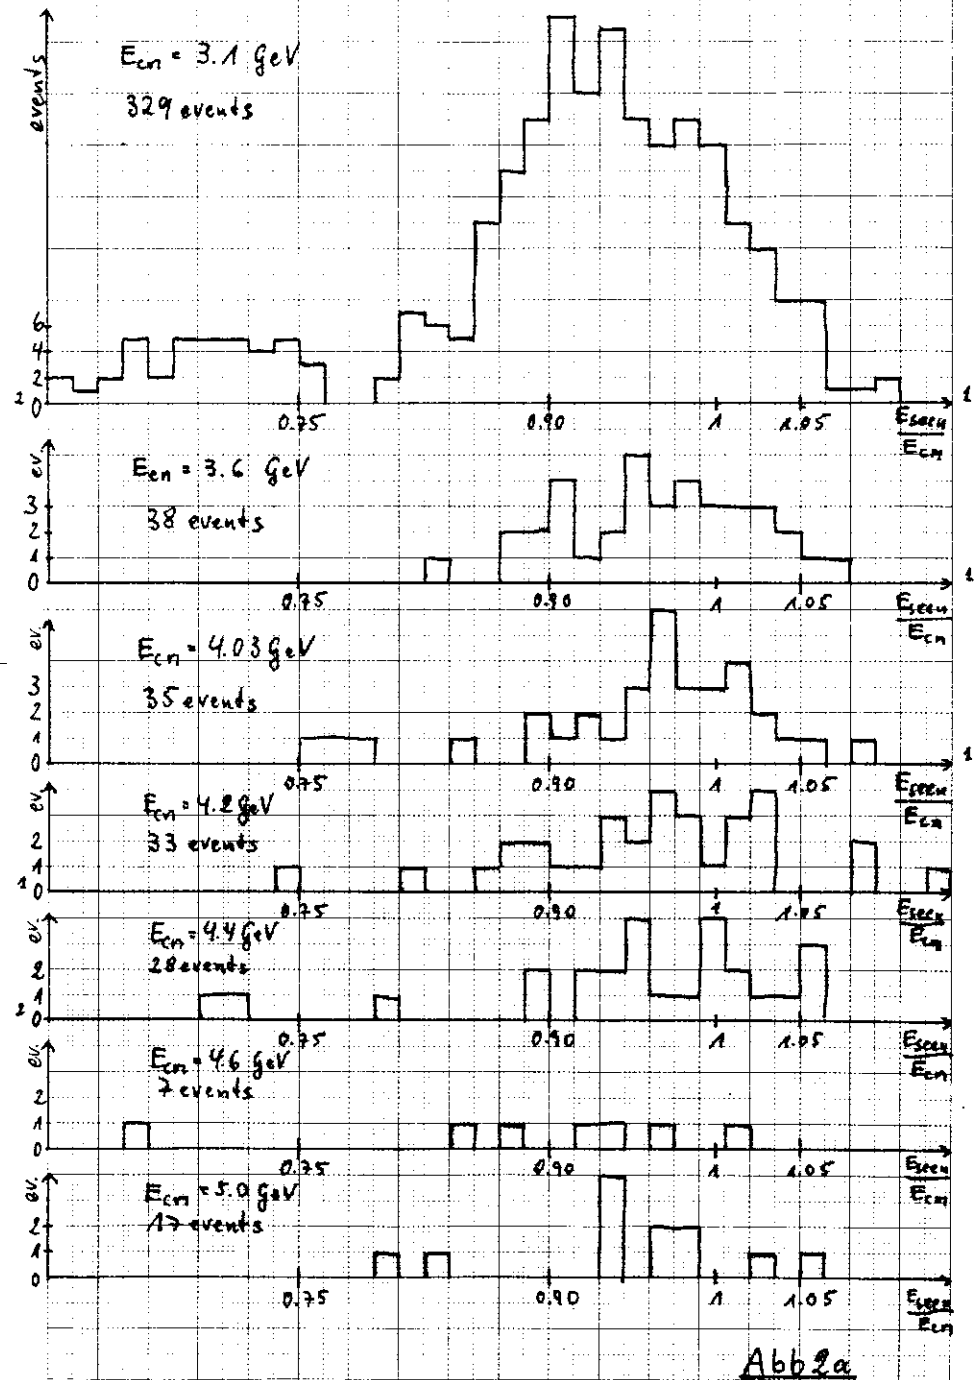 events
E_cm = 3.1 GeV
329 events
6
4
2
2 0
0.75 0.90 1 1.05 E_seen/E_cm 1
ev.
E_cm = 3.6 GeV
38 events
3
2
1
0
0.75 0.90 1 1.05 E_seen/E_cm 1
ev.
E_cm = 4.03 GeV
35 events
3
2
1
0
0.75 0.90 1 1.05 E_seen/E_cm 1
ev.
E_cm = 4.2 GeV
33 events
2
1
1 0
0.75 0.90 1 1.05 E_seen/E_cm
ev.
E_cm = 4.4 GeV
28 events
2
1
2 0
0.75 0.90 1 1.05 E_seen/E_cm
ev.
E_cm = 4.6 GeV
7 events
2
1
0
0.75 0.90 1 1.05 E_seen/E_cm
ev.
E_cm = 5.0 GeV
17 events
2
1
0
0.75 0.90 1 1.05 E_seen/E_cm
Abb 2a